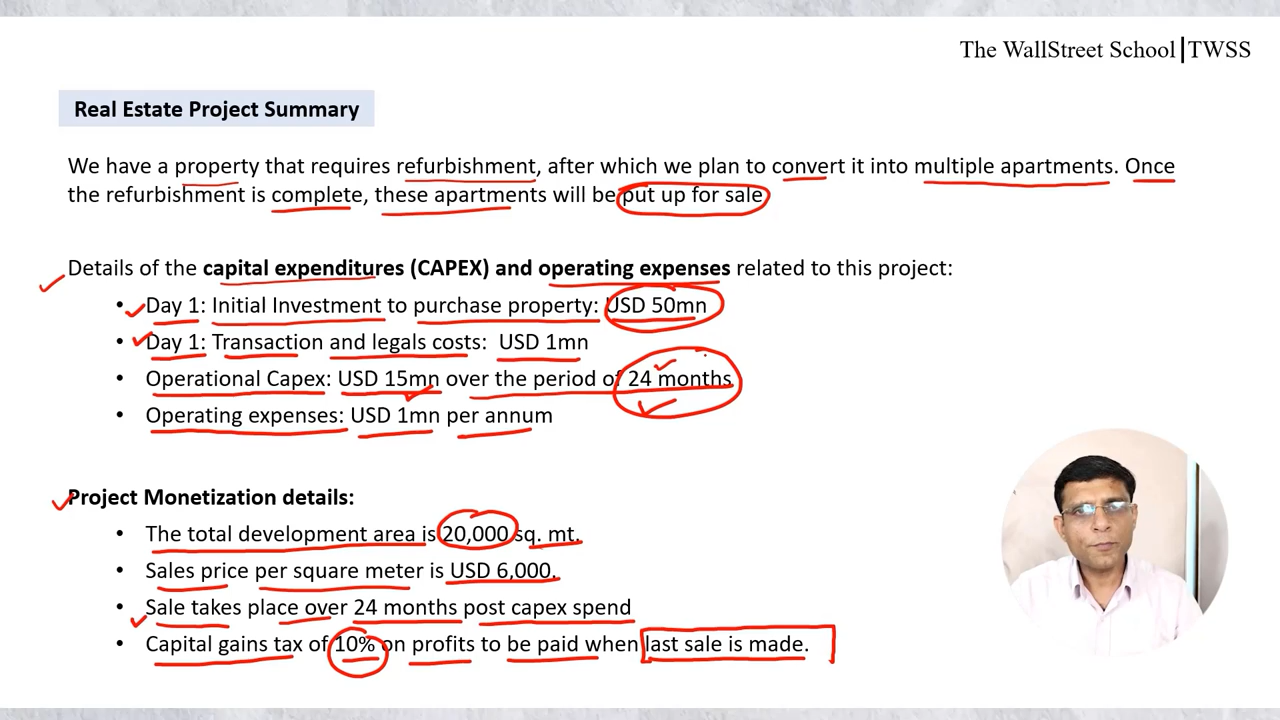 The WallStreet School|TWSS
Real Estate Project Summary
We have a property that requires refurbishment, after which we plan to convert it into multiple apartments. Once
the refurbishment is complete, these apartments will be put up for sale
Details of the capital expenditures (CAPEX) and operating expenses related to this project:
• Day 1: Initial Investment to purchase property: USD 50mn
• Day 1: Transaction and legals costs: USD 1mn
• Operational Capex: USD 15mn over the period of 24 months
• Operating expenses: USD 1mn per annum
Project Monetization details:
• The total development area is 20,000 sq. mt.
• Sales price per square meter is USD 6,000.
• Sale takes place over 24 months post capex spend
• Capital gains tax of 10% on profits to be paid when last sale is made.